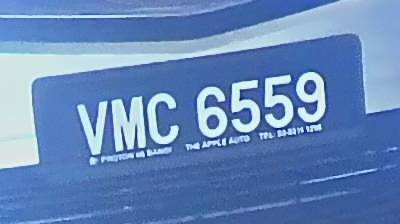 VMC 6559
THE APPLE AUTO